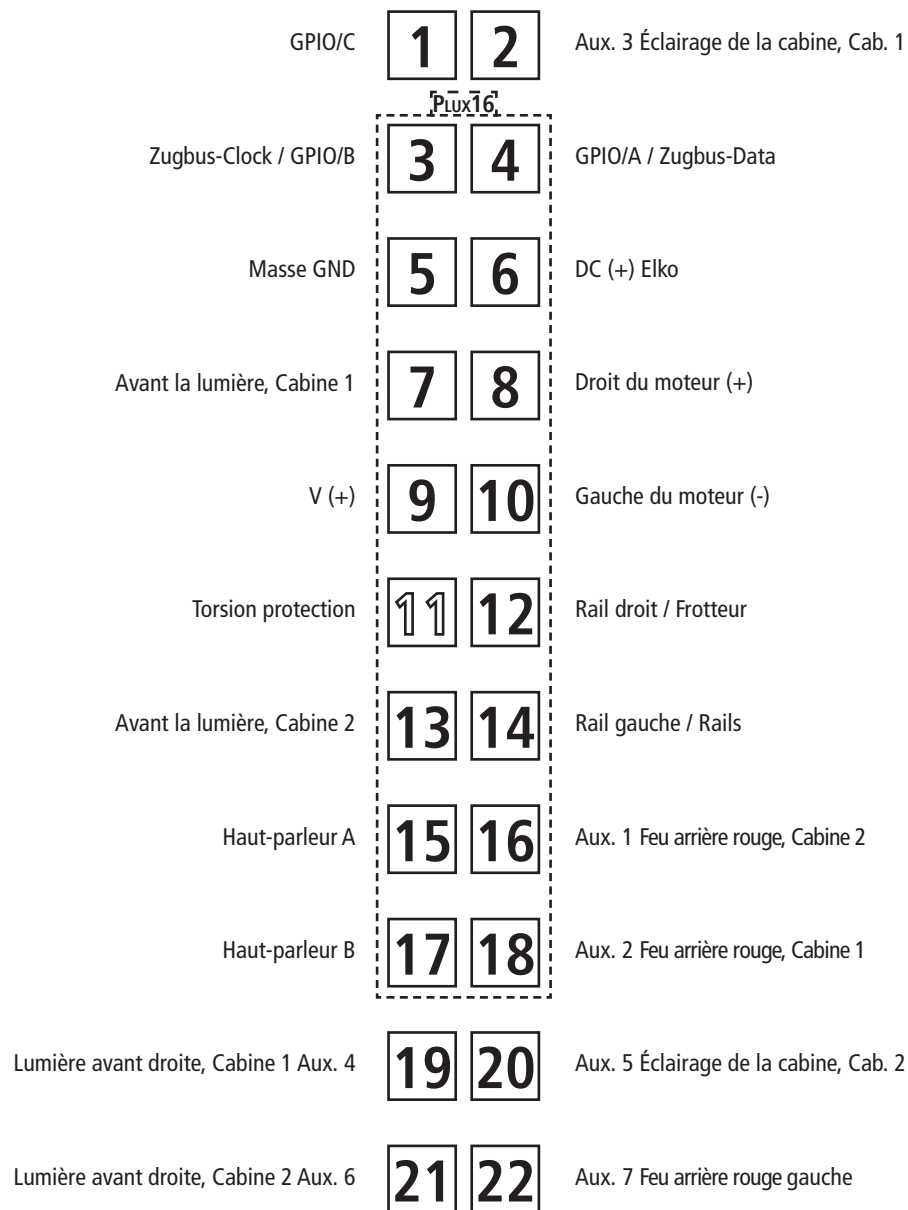 GPIO/C 1 2 Aux. 3 Éclairage de la cabine, Cab. 1
PLUX16
Zugbus-Clock / GPIO/B 3 4 GPIO/A / Zugbus-Data
Masse GND 5 6 DC (+) Elko
Avant la lumière, Cabine 1 7 8 Droit du moteur (+)
V (+) 9 10 Gauche du moteur (-)
Torsion protection 11 12 Rail droit / Frotteur
Avant la lumière, Cabine 2 13 14 Rail gauche / Rails
Haut-parleur A 15 16 Aux. 1 Feu arrière rouge, Cabine 2
Haut-parleur B 17 18 Aux. 2 Feu arrière rouge, Cabine 1
Lumière avant droite, Cabine 1 Aux. 4 19 20 Aux. 5 Éclairage de la cabine, Cab. 2
Lumière avant droite, Cabine 2 Aux. 6 21 22 Aux. 7 Feu arrière rouge gauche